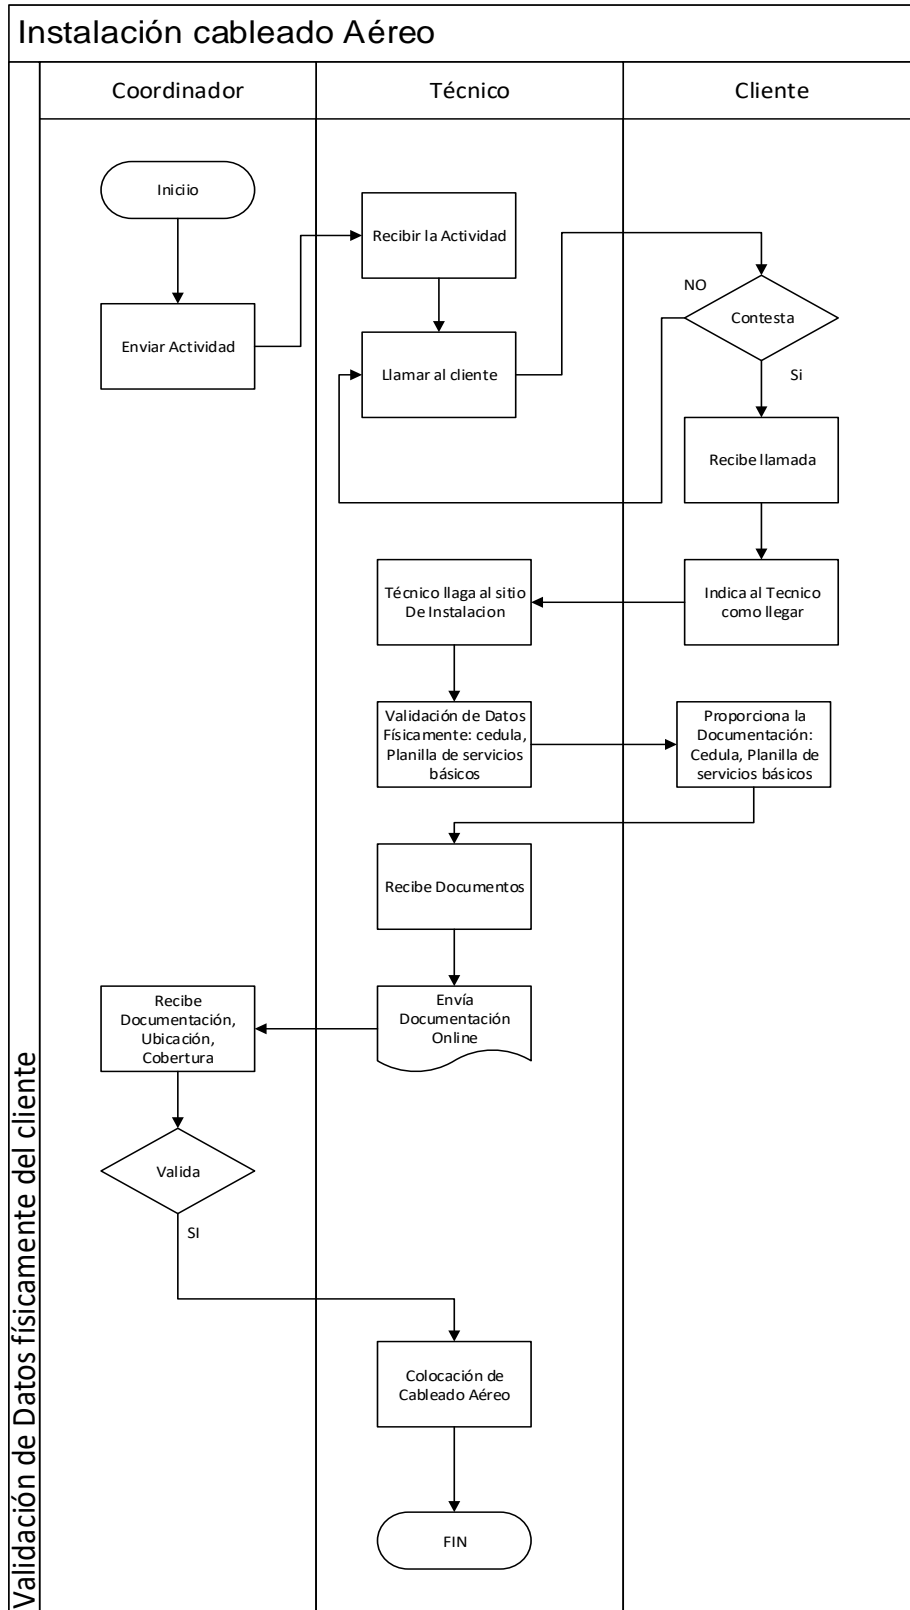 Instalación cableado Aéreo
Coordinador
Técnico
Cliente
Validación de Datos físicamente del cliente
Iniciio
Recibir la Actividad
Enviar Actividad
Llamar al cliente
NO
Contesta
Si
Recibe llamada
Indica al Tecnico
como llegar
Técnico llaga al sitio
De Instalacion
Validación de Datos
Físicamente: cedula,
Planilla de servicios
básicos
Proporciona la
Documentación:
Cedula, Planilla de
servicios básicos
Recibe Documentos
Envía
Documentación
Online
Recibe
Documentación,
Ubicación,
Cobertura
Valida
SI
Colocación de
Cableado Aéreo
FIN